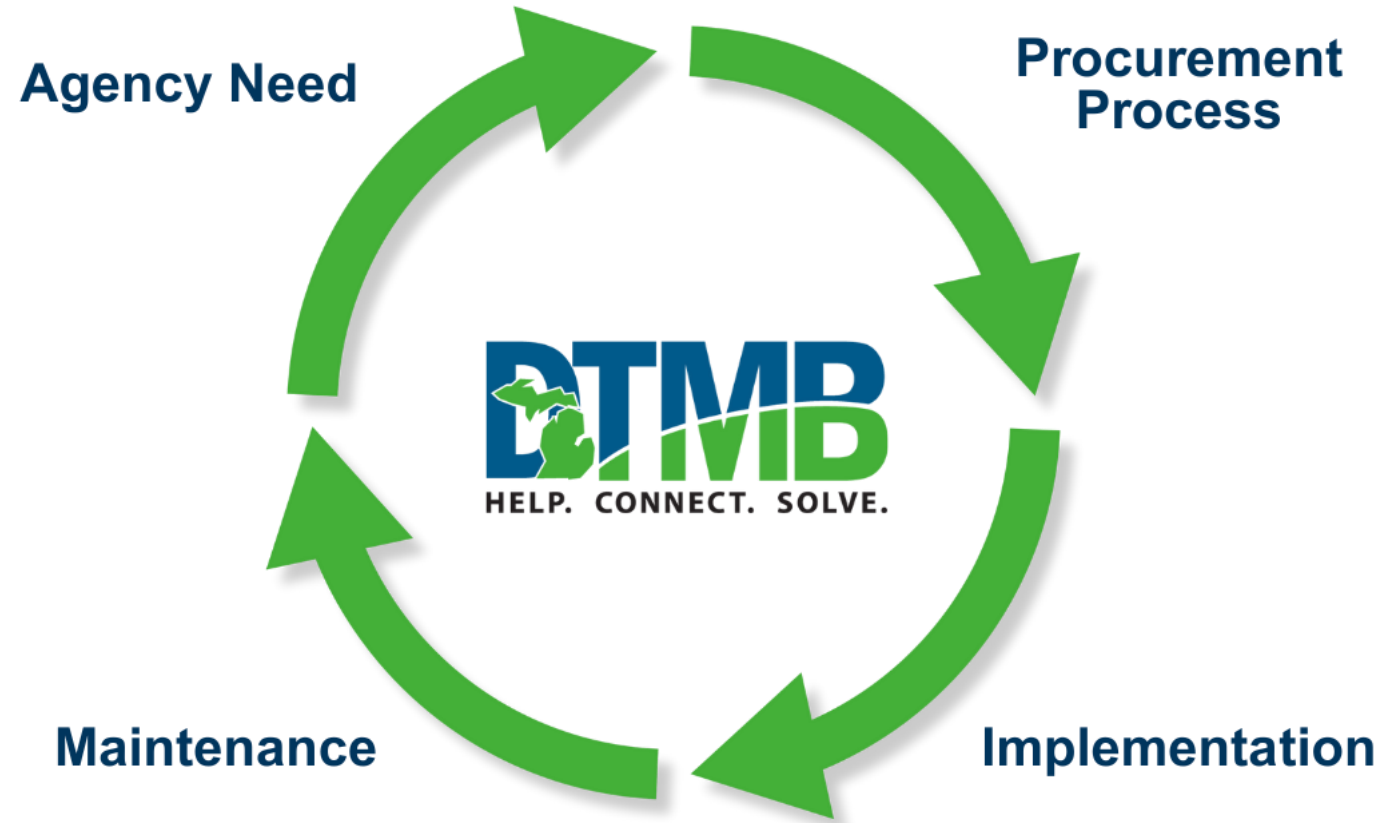 Agency Need
Procurement
Process
DTMB
HELP. CONNECT. SOLVE.
Maintenance
Implementation